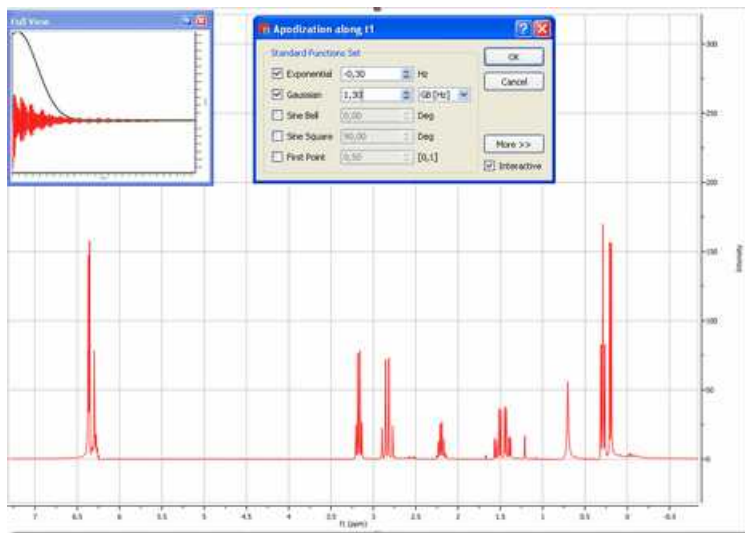 Full View
Apodization along t1
Standard Functions Set
Exponential -0,30 Hz
Gaussian 1,30 GB [Hz]
Sine Bell 0,00 Deg
Sine Square 90,00 Deg
First Point 0,50 [0,1]
OK
Cancel
More >>
Interactive
300
250
200
150
100
50
0
7 6.5 6 5.5 5 4.5 4 3.5 3 2.5 2 1.5 1 0.5 0 -0.5
f1 (ppm)